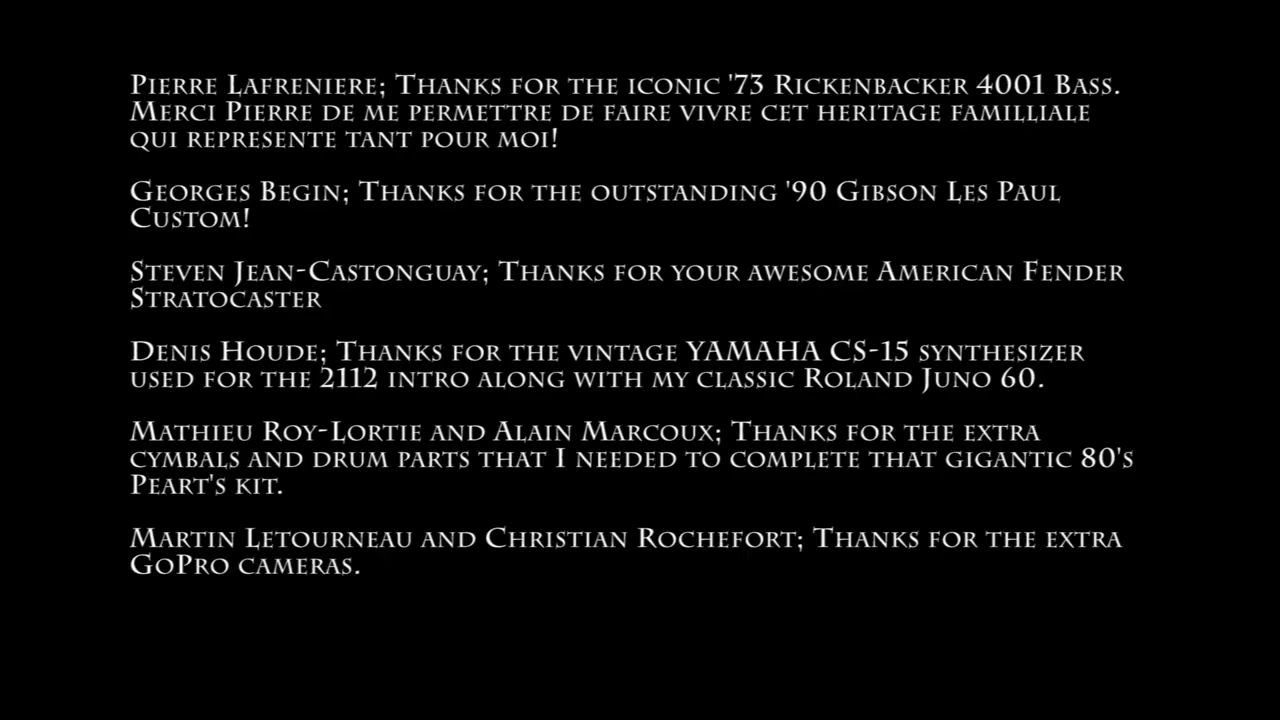 Pierre Lafreniere; Thanks for the iconic '73 Rickenbacker 4001 Bass.
Merci Pierre de me permettre de faire vivre cet heritage familliale
qui represente tant pour moi!
Georges Begin; Thanks for the outstanding '90 Gibson Les Paul
Custom!
Steven Jean-Castonguay; Thanks for your awesome American Fender
Stratocaster
Denis Houde; Thanks for the vintage YAMAHA CS-15 synthesizer
used for the 2112 intro along with my classic Roland Juno 60.
Mathieu Roy-Lortie and Alain Marcoux; Thanks for the extra
cymbals and drum parts that I needed to complete that gigantic 80's
Peart's kit.
Martin Letourneau and Christian Rochefort; Thanks for the extra
GoPro cameras.